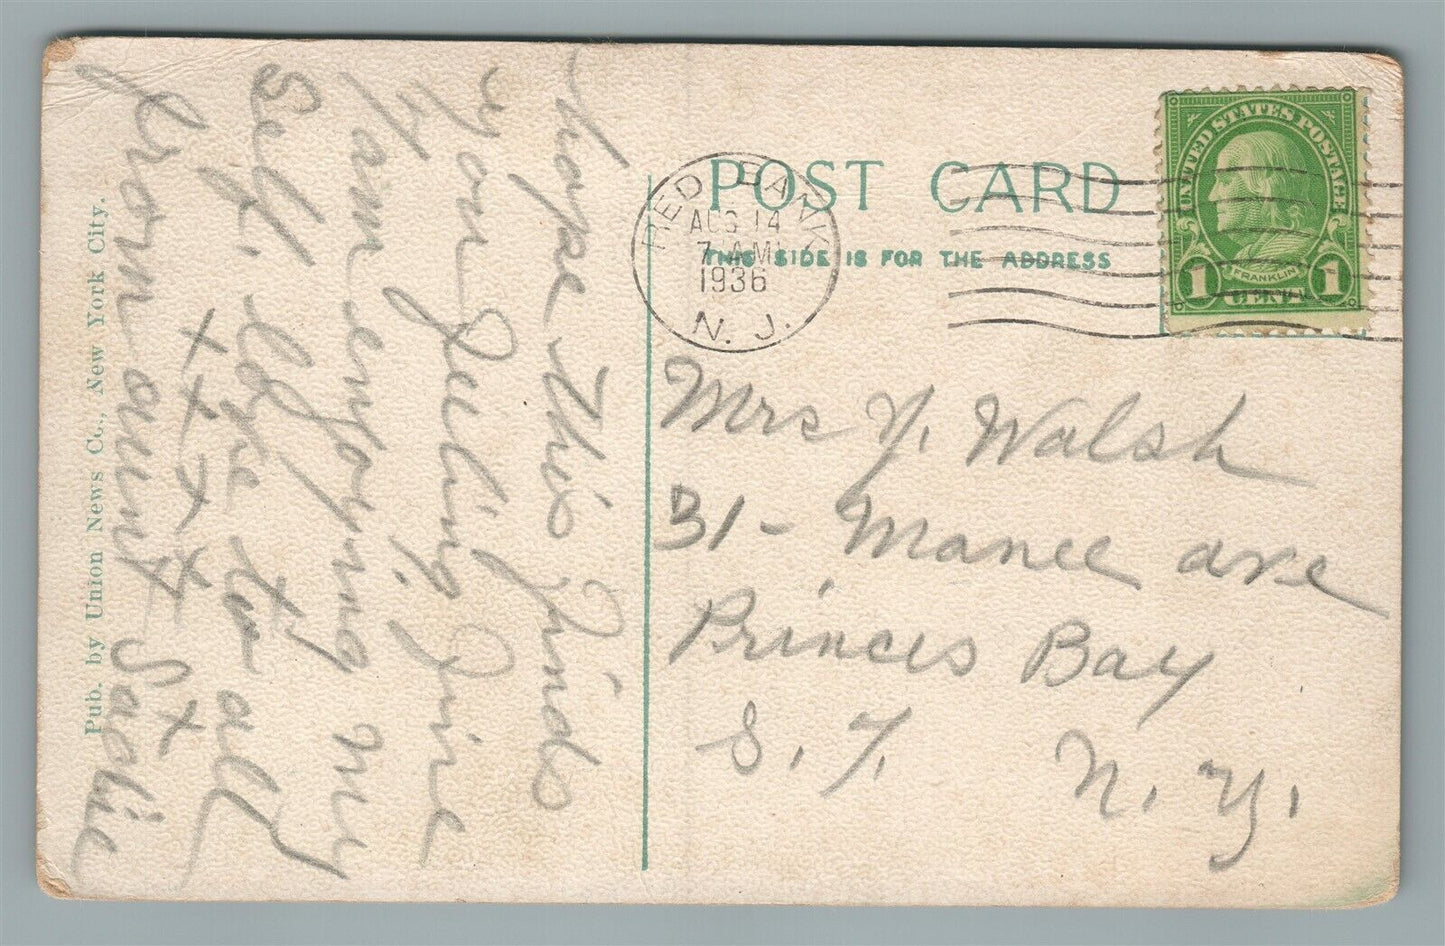 POST CARD
THIS SIDE IS FOR THE ADDRESS
RED BANK
AUG 14
7 AM
1936
N. J.
UNITED STATES POSTAGE
FRANKLIN
1 CENT 1
hope this finds
you feeling fine
I am enyoying my
Self. love to all
x x x x x x
from aunt Sadie
Mrs Y. Walsh
31 - Manee ave
Princes Bay
S. I. N. Y.
Pub. by Union News Co., New York City.